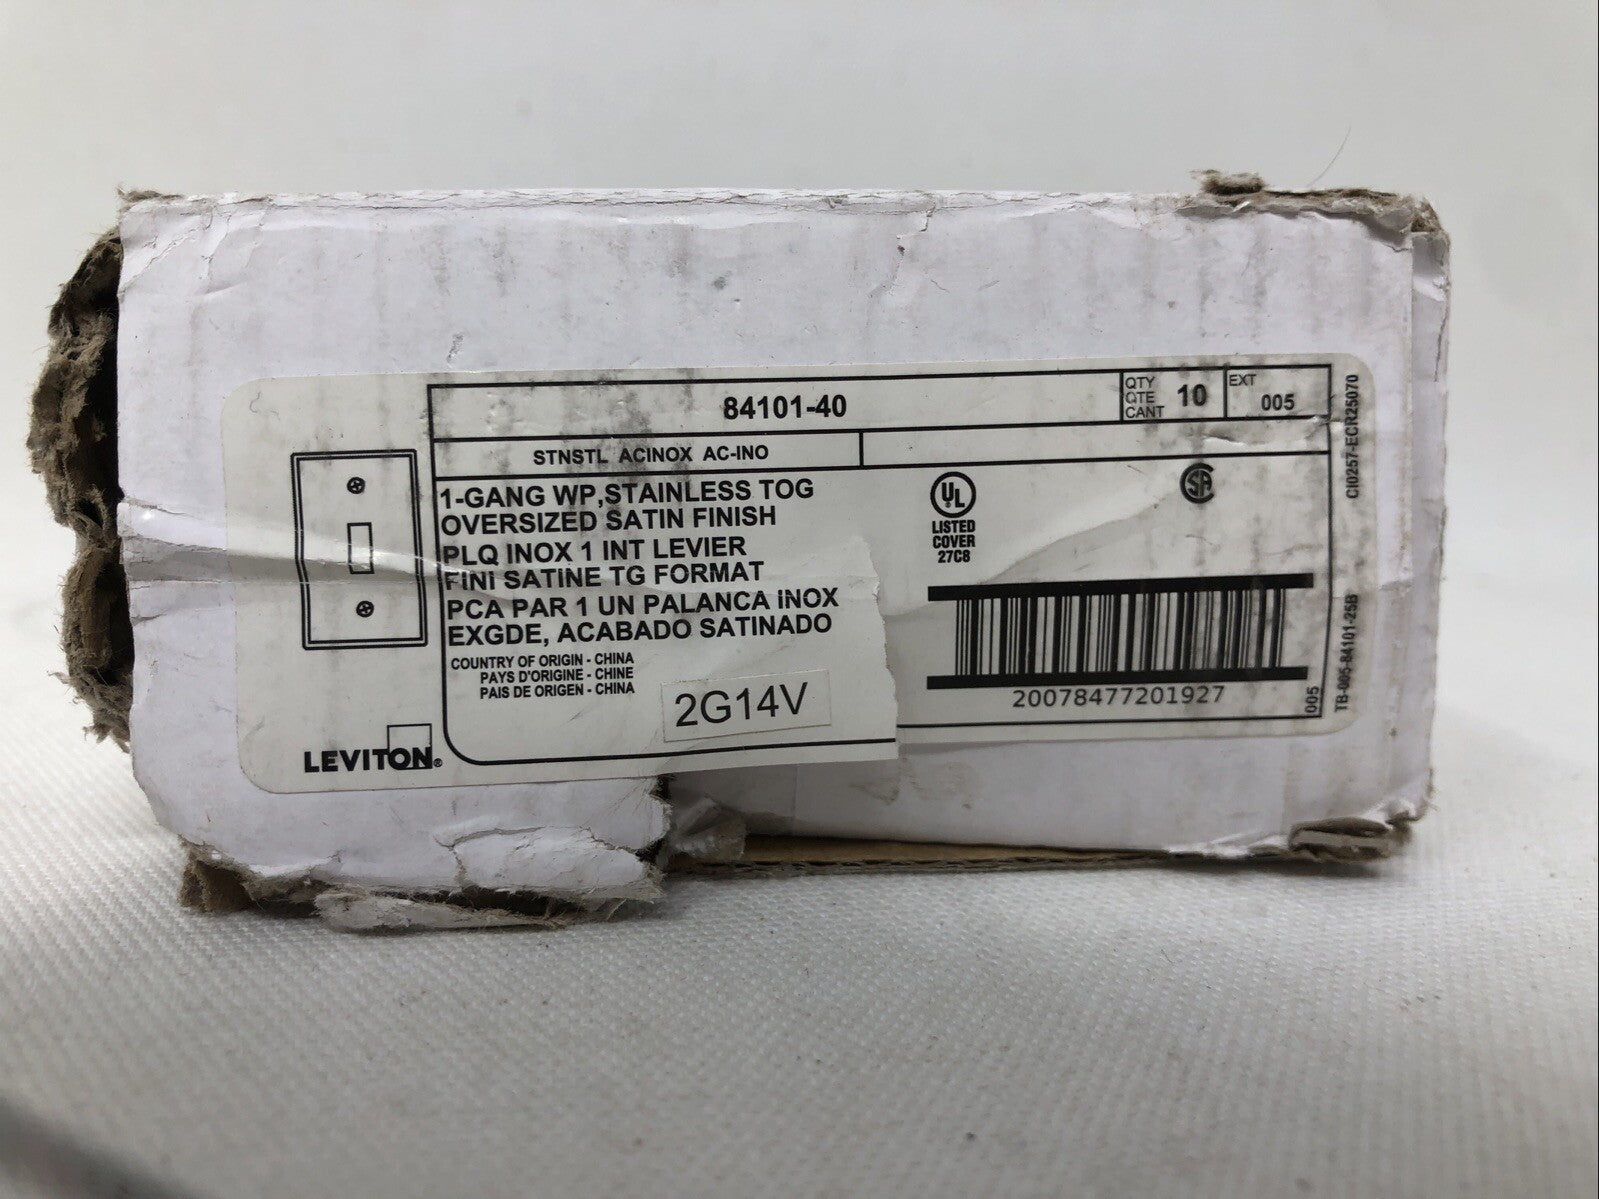 84101-40
QTY
QTE
CANT
10
EXT
005
STNSTL ACINOX AC-INO
1-GANG WP,STAINLESS TOG
OVERSIZED SATIN FINISH
PLQ INOX 1 INT LEVIER
FINI SATINE TG FORMAT
PCA PAR 1 UN PALANCA INOX
EXGDE, ACABADO SATINADO
COUNTRY OF ORIGIN - CHINA
PAYS D'ORIGINE - CHINE
PAIS DE ORIGEN - CHINA
2G14V
LEVITON®
UL
LISTED
COVER
27C8
SA
20078477201927
005
TB-005-84101-25B
CI0257-ECR25070